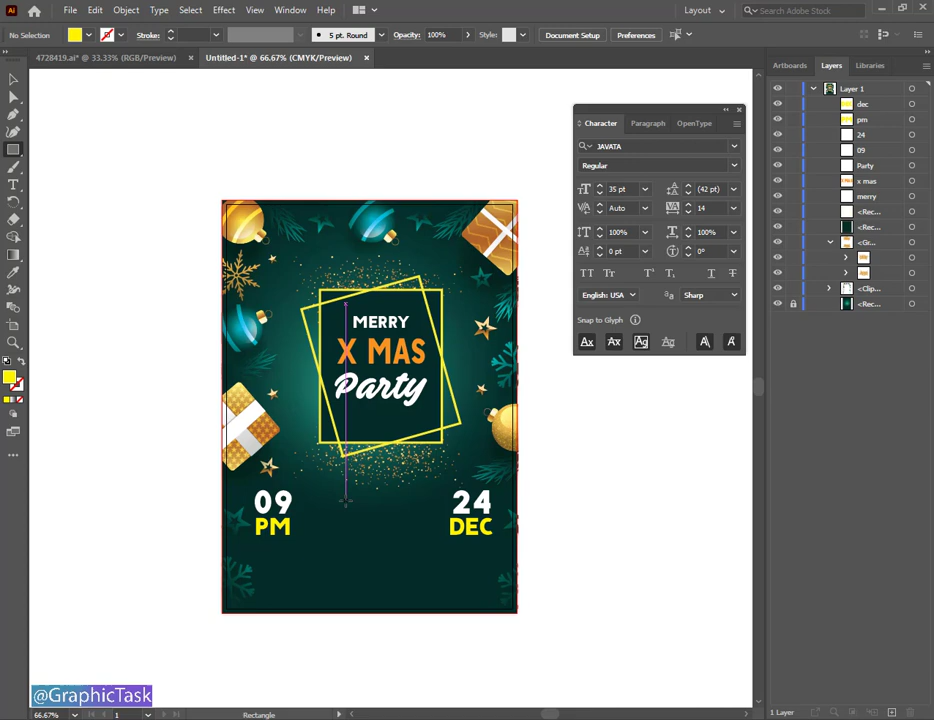 Ai File Edit Object Type Select Effect View Window Help Layout Search Adobe Stock
No Selection Stroke: 5 pt. Round Opacity: 100% Style: Document Setup Preferences
4728419.ai* @ 33.33% (RGB/Preview) × Untitled-1* @ 66.67% (CMYK/Preview) ×
Artboards Layers Libraries
Layer 1
dec
pm
24
09
Party
x mas
merry
<Rec...
<Rec...
<Gr...
<Clip...
<Rec...
Character Paragraph OpenType
JAVATA
Regular
35 pt (42 pt)
Auto 14
100% 100%
0 pt 0°
English: USA Sharp
Snap to Glyph
MERRY
X MAS
Party
09
PM
24
DEC
@GraphicTask
66.67% 1 Rectangle
1 Layer